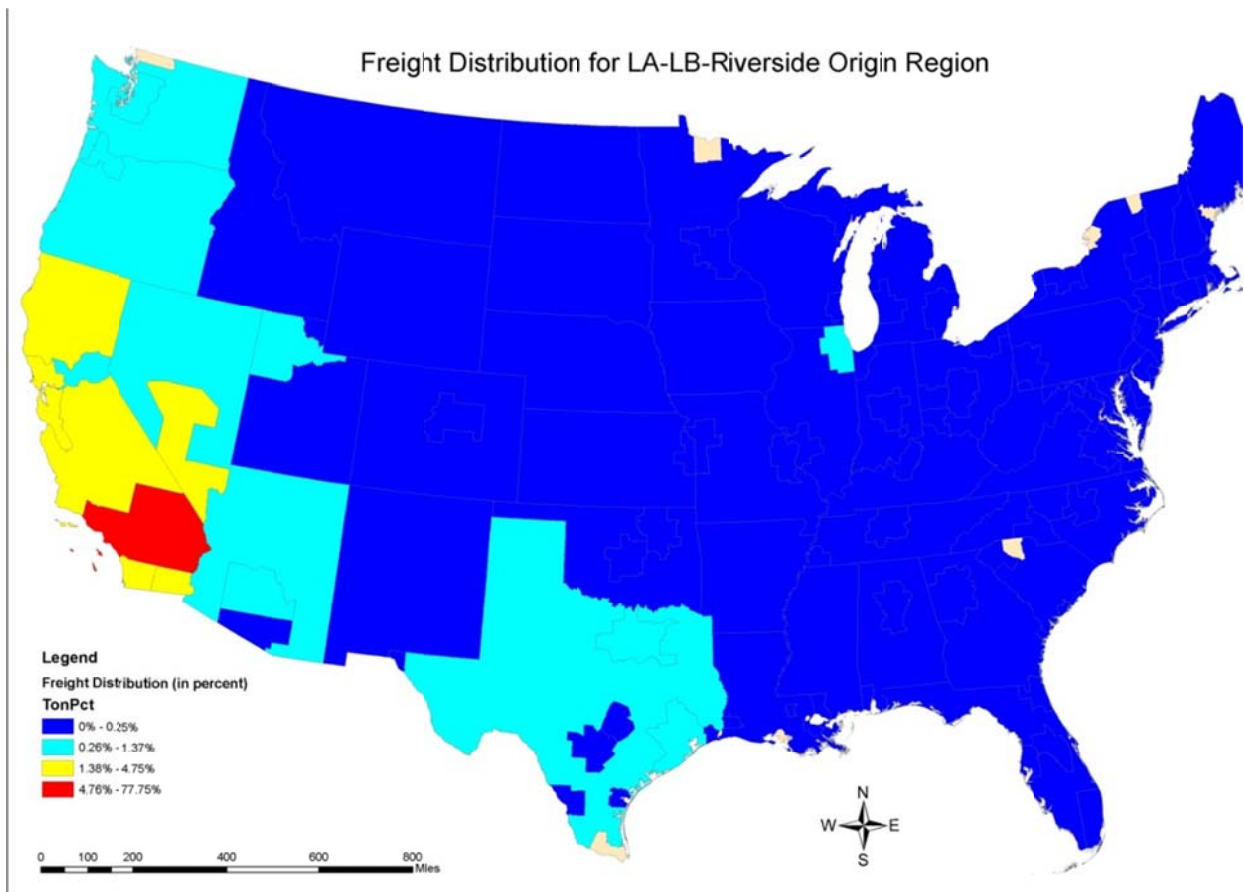 Freight Distribution for LA-LB-Riverside Origin Region
Legend
Freight Distribution (in percent)
TonPct
0% - 0.25%
0.26% - 1.37%
1.38% - 4.75%
4.76% - 77.75%
N
W E
S
0 100 200 400 600 800
Miles